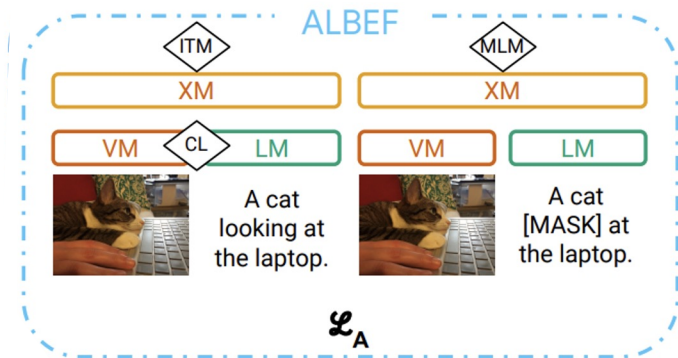 ALBEF
ITM
MLM
XM
XM
VM
CL
LM
VM
LM
A cat
looking at
the laptop.
A cat
[MASK] at
the laptop.
ℒA